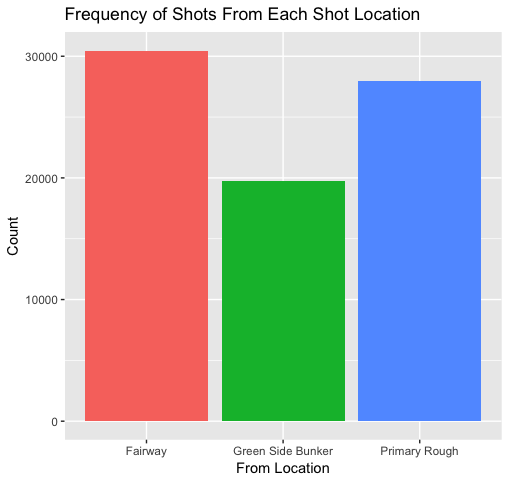 Frequency of Shots From Each Shot Location
Count
30000
20000
10000
0
Fairway
Green Side Bunker
Primary Rough
From Location